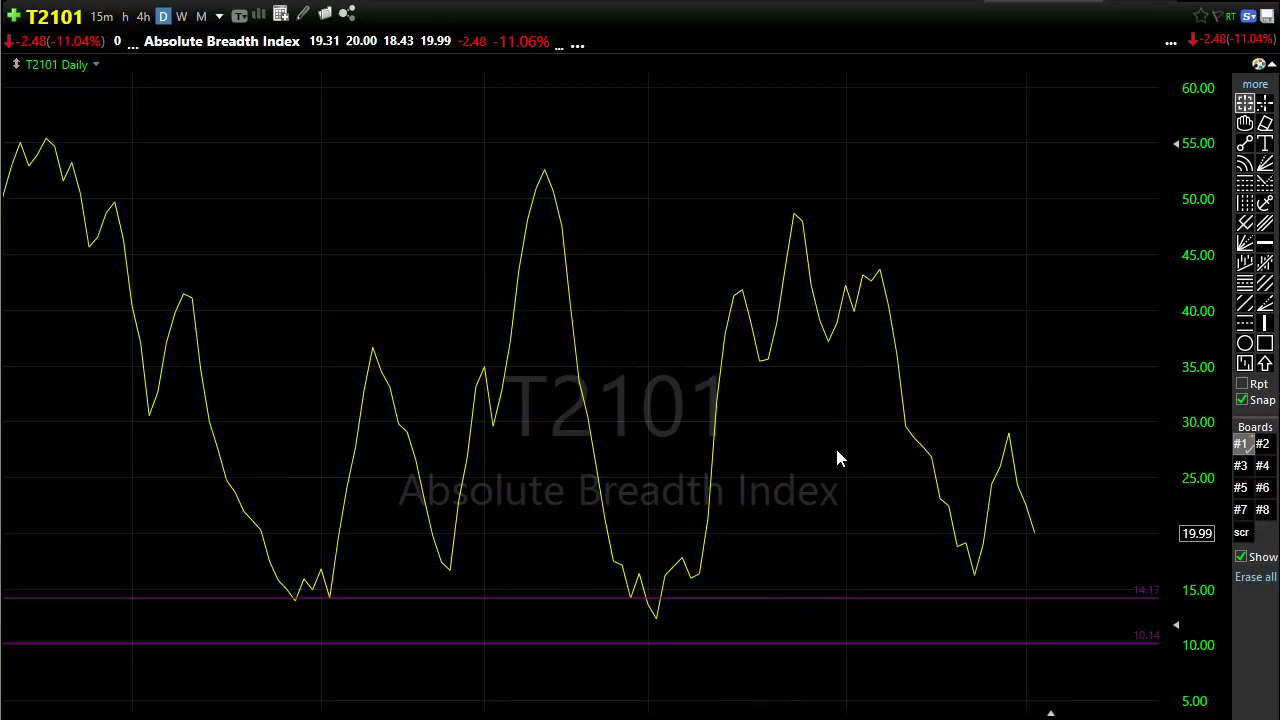 T2101 15m h 4h D W M T RT S
-2.48(-11.04%) 0 ... Absolute Breadth Index 19.31 20.00 18.43 19.99 -2.48 -11.06% ... ... ... -2.48(-11.04%)
T2101 Daily
more
60.00
55.00
50.00
45.00
40.00
35.00
30.00
25.00
19.99
15.00
10.00
5.00
14.17
10.14
T2101
Absolute Breadth Index
T
Rpt
Snap
Boards
#1 #2
#3 #4
#5 #6
#7 #8
scr
Show
Erase all